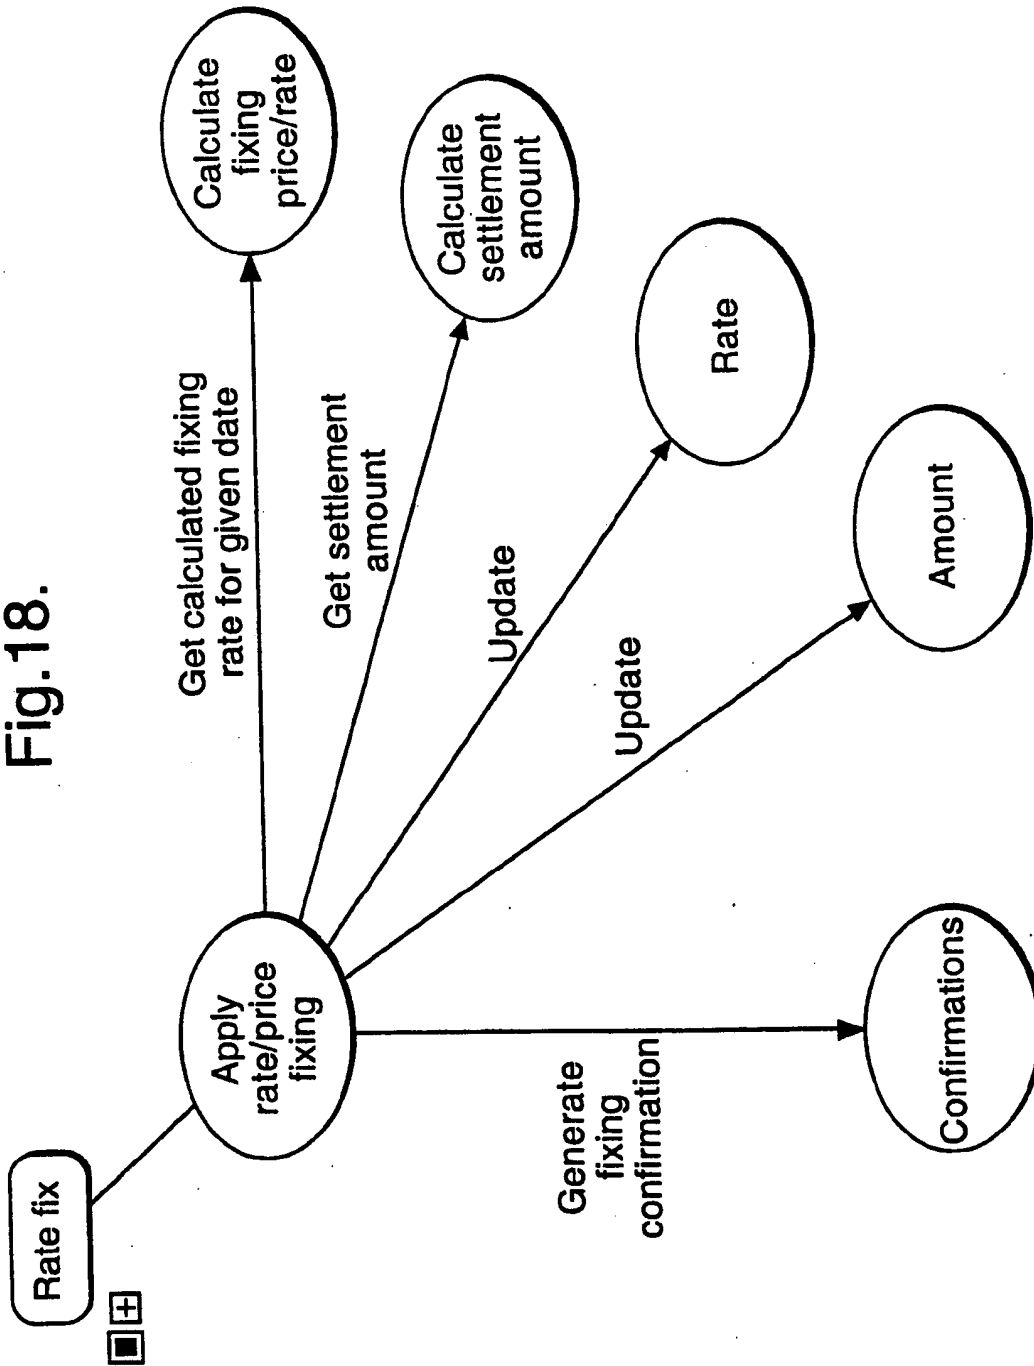 Fig.18.
Rate fix
Apply
rate/price
fixing
Get calculated fixing
rate for given date
Calculate
fixing
price/rate
Get settlement
amount
Calculate
settlement
amount
Update
Rate
Update
Amount
Generate
fixing
confirmation
Confirmations